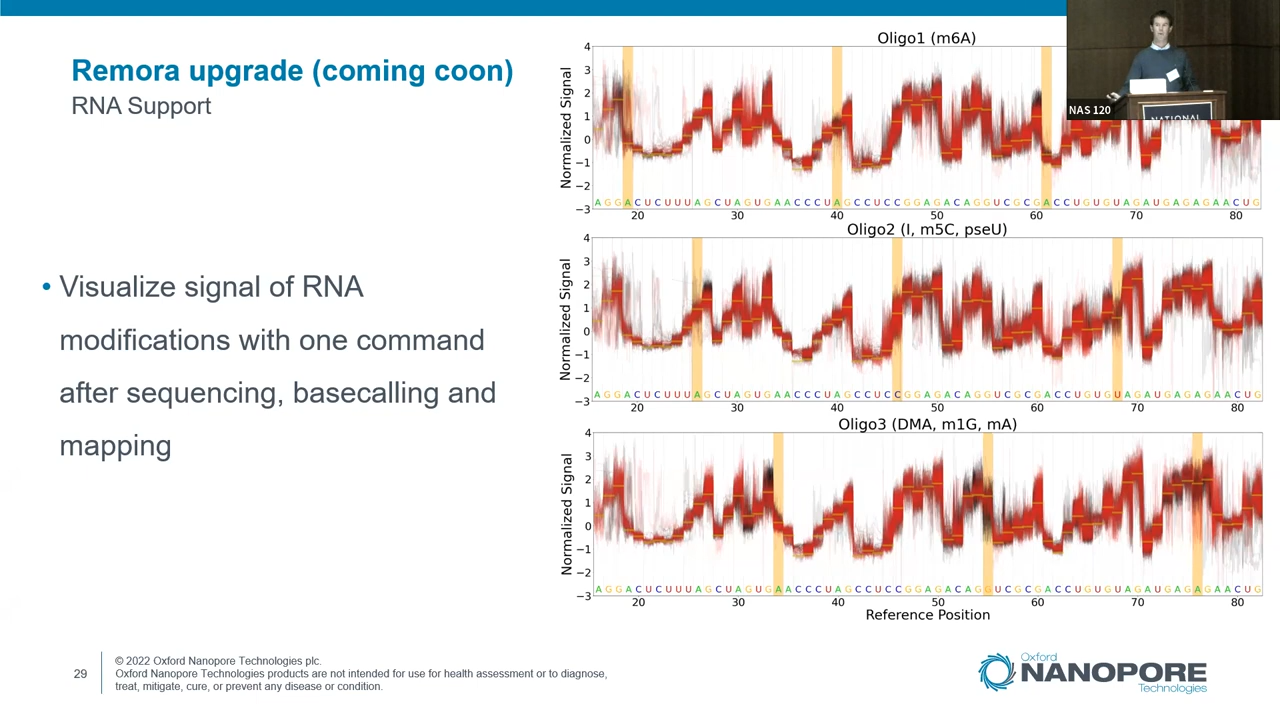 Remora upgrade (coming coon)
RNA Support
• Visualize signal of RNA
modifications with one command
after sequencing, basecalling and
mapping
Oligo1 (m6A)
Normalized Signal
4
3
2
1
0
−1
−2
−3
AGGACUCUUUAGCUAGUGAACCCUAGCCUCCGGAGACAGGUCGCGACCUGUGUAGAUGAGAGAACUG
20 30 40 50 60 70 80
Oligo2 (I, m5C, pseU)
Normalized Signal
4
3
2
1
0
−1
−2
−3
AGGACUCUUUAGCUAGUGAACCCUAGCCUCCGGAGACAGGUCGCGACCUGUGUAGAUGAGAGAACUG
20 30 40 50 60 70 80
Oligo3 (DMA, m1G, mA)
Normalized Signal
4
3
2
1
0
−1
−2
−3
AGGACUCUUUAGCUAGUGAACCCUAGCCUCCGGAGACAGGUCGCGACCUGUGUAGAUGAGAGAACUG
20 30 40 50 60 70 80
Reference Position
NAS 120
NATIONAL
29
© 2022 Oxford Nanopore Technologies plc.
Oxford Nanopore Technologies products are not intended for use for health assessment or to diagnose,
treat, mitigate, cure, or prevent any disease or condition.
Oxford
NANOPORE
Technologies